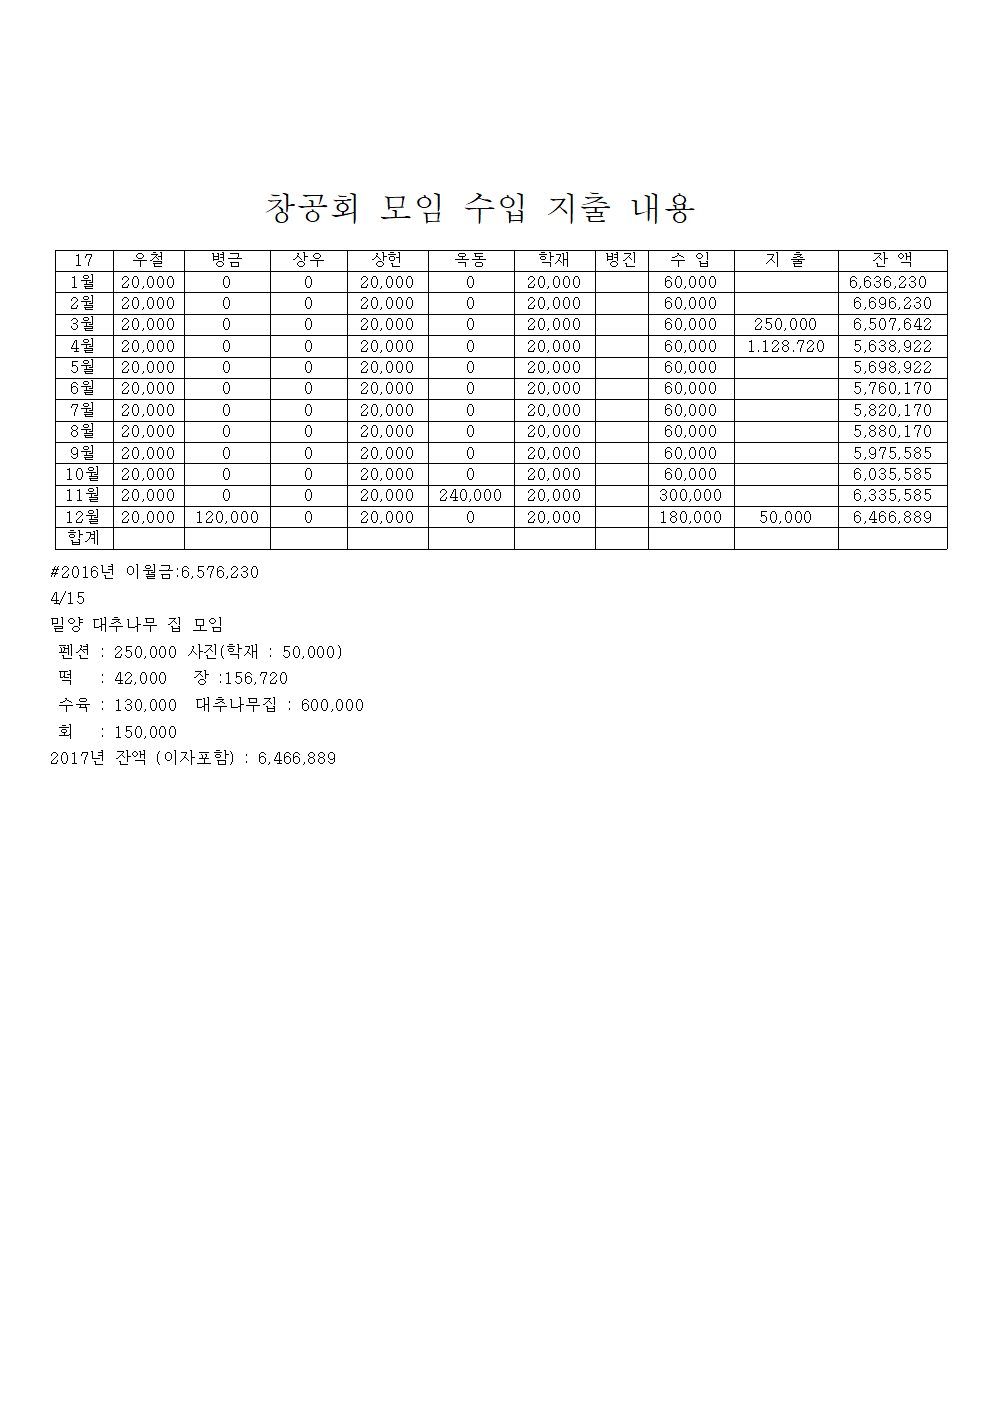 창공회 모임 수입 지출 내용
17 우철 병금 상우 상헌 옥동 학재 병진 수 입 지 출 잔 액
1월 20,000 0 0 20,000 0 20,000 60,000 6,636,230
2월 20,000 0 0 20,000 0 20,000 60,000 6,696,230
3월 20,000 0 0 20,000 0 20,000 60,000 250,000 6,507,642
4월 20,000 0 0 20,000 0 20,000 60,000 1.128.720 5,638,922
5월 20,000 0 0 20,000 0 20,000 60,000 5,698,922
6월 20,000 0 0 20,000 0 20,000 60,000 5,760,170
7월 20,000 0 0 20,000 0 20,000 60,000 5,820,170
8월 20,000 0 0 20,000 0 20,000 60,000 5,880,170
9월 20,000 0 0 20,000 0 20,000 60,000 5,975,585
10월 20,000 0 0 20,000 0 20,000 60,000 6,035,585
11월 20,000 0 0 20,000 240,000 20,000 300,000 6,335,585
12월 20,000 120,000 0 20,000 0 20,000 180,000 50,000 6,466,889
합계
#2016년 이월금:6,576,230
4/15
밀양 대추나무 집 모임
펜션 : 250,000 사진(학재 : 50,000)
떡 : 42,000 장 :156,720
수육 : 130,000 대추나무집 : 600,000
회 : 150,000
2017년 잔액 (이자포함) : 6,466,889